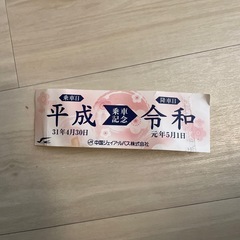 乗車日
平成
31年4月30日
乗車
記念
降車日
令和
元年5月1日
中国ジェイアールバス株式会社